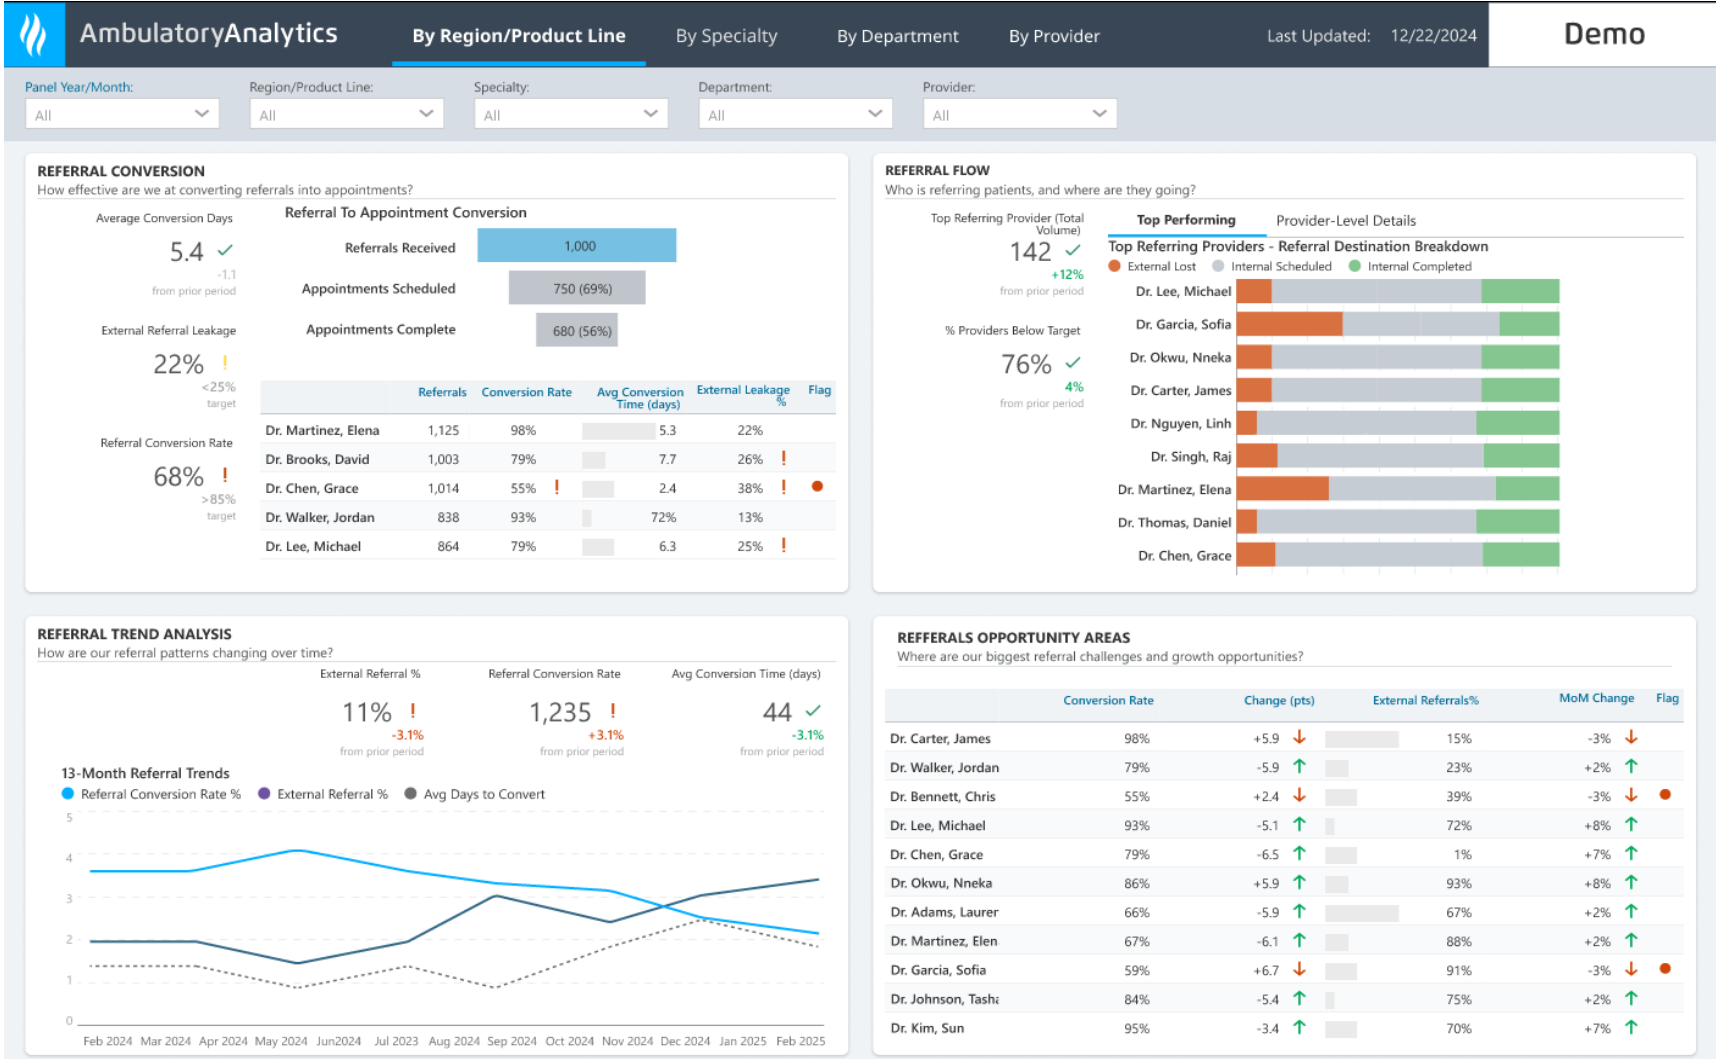 AmbulatoryAnalytics
By Region/Product Line
By Specialty
By Department
By Provider
Last Updated: 12/22/2024
Demo
Panel Year/Month:
All
Region/Product Line:
All
Specialty:
All
Department:
All
Provider:
All
REFERRAL CONVERSION
How effective are we at converting referrals into appointments?
Average Conversion Days
5.4
-1.1
from prior period
External Referral Leakage
22% !
<25%
target
Referral Conversion Rate
68% !
>85%
target
Referral To Appointment Conversion
Referrals Received 1,000
Appointments Scheduled 750 (69%)
Appointments Complete 680 (56%)
Referrals Conversion Rate Avg Conversion Time (days) External Leakage % Flag
Dr. Martinez, Elena 1,125 98% 5.3 22%
Dr. Brooks, David 1,003 79% 7.7 26% !
Dr. Chen, Grace 1,014 55% ! 2.4 38% !
Dr. Walker, Jordan 838 93% 72% 13%
Dr. Lee, Michael 864 79% 6.3 25% !
REFERRAL FLOW
Who is referring patients, and where are they going?
Top Referring Provider (Total
Volume)
142
+12%
from prior period
% Providers Below Target
76%
4%
from prior period
Top Performing
Provider-Level Details
Top Referring Providers - Referral Destination Breakdown
External Lost Internal Scheduled Internal Completed
Dr. Lee, Michael
Dr. Garcia, Sofia
Dr. Okwu, Nneka
Dr. Carter, James
Dr. Nguyen, Linh
Dr. Singh, Raj
Dr. Martinez, Elena
Dr. Thomas, Daniel
Dr. Chen, Grace
REFERRAL TREND ANALYSIS
How are our referral patterns changing over time?
External Referral %
11% !
-3.1%
from prior period
Referral Conversion Rate
1,235 !
+3.1%
from prior period
Avg Conversion Time (days)
44
-3.1%
from prior period
13-Month Referral Trends
Referral Conversion Rate % External Referral % Avg Days to Convert
5
4
3
2
1
0
Feb 2024 Mar 2024 Apr 2024 May 2024 Jun2024 Jul 2023 Aug 2024 Sep 2024 Oct 2024 Nov 2024 Dec 2024 Jan 2025 Feb 2025
REFFERALS OPPORTUNITY AREAS
Where are our biggest referral challenges and growth opportunities?
Conversion Rate Change (pts) External Referrals% MoM Change Flag
Dr. Carter, James 98% +5.9 ↓ 15% -3% ↓
Dr. Walker, Jordan 79% -5.9 ↑ 23% +2% ↑
Dr. Bennett, Chris 55% +2.4 ↓ 39% -3% ↓
Dr. Lee, Michael 93% -5.1 ↑ 72% +8% ↑
Dr. Chen, Grace 79% -6.5 ↑ 1% +7% ↑
Dr. Okwu, Nneka 86% +5.9 ↑ 93% +8% ↑
Dr. Adams, Laurer 66% -5.9 ↑ 67% +2% ↑
Dr. Martinez, Elen 67% -6.1 ↑ 88% +2% ↑
Dr. Garcia, Sofia 59% +6.7 ↓ 91% -3% ↓
Dr. Johnson, Tasha 84% -5.4 ↑ 75% +2% ↑
Dr. Kim, Sun 95% -3.4 ↑ 70% +7% ↑